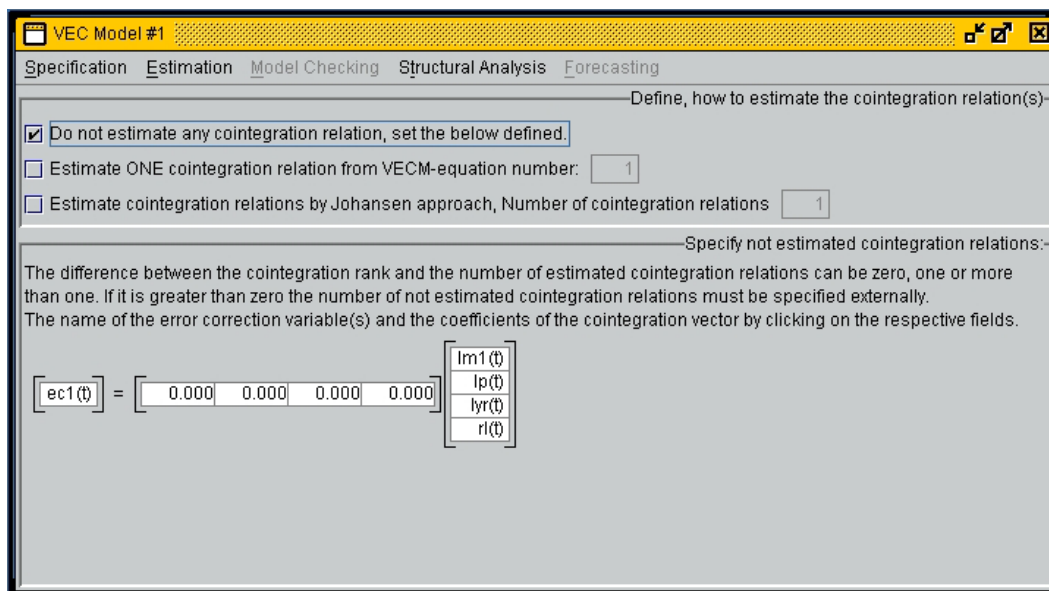 VEC Model #1
Specification Estimation Model Checking Structural Analysis Forecasting
Define, how to estimate the cointegration relation(s)
Do not estimate any cointegration relation, set the below defined.
Estimate ONE cointegration relation from VECM-equation number: 1
Estimate cointegration relations by Johansen approach, Number of cointegration relations 1
Specify not estimated cointegration relations:
The difference between the cointegration rank and the number of estimated cointegration relations can be zero, one or more
than one. If it is greater than zero the number of not estimated cointegration relations must be specified externally.
The name of the error correction variable(s) and the coefficients of the cointegration vector by clicking on the respective fields.
ec1(t) = 0.000 0.000 0.000 0.000
lm1(t)
lp(t)
lyr(t)
rl(t)